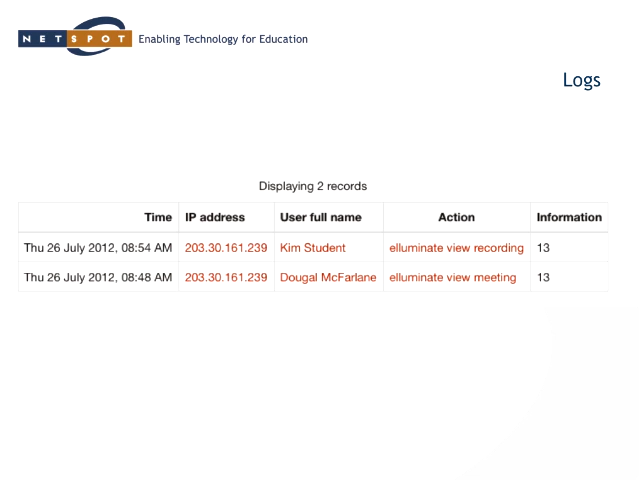 NETSPOT Enabling Technology for Education
Logs
Displaying 2 records
Time IP address User full name Action Information
Thu 26 July 2012, 08:54 AM 203.30.161.239 Kim Student elluminate view recording 13
Thu 26 July 2012, 08:48 AM 203.30.161.239 Dougal McFarlane elluminate view meeting 13